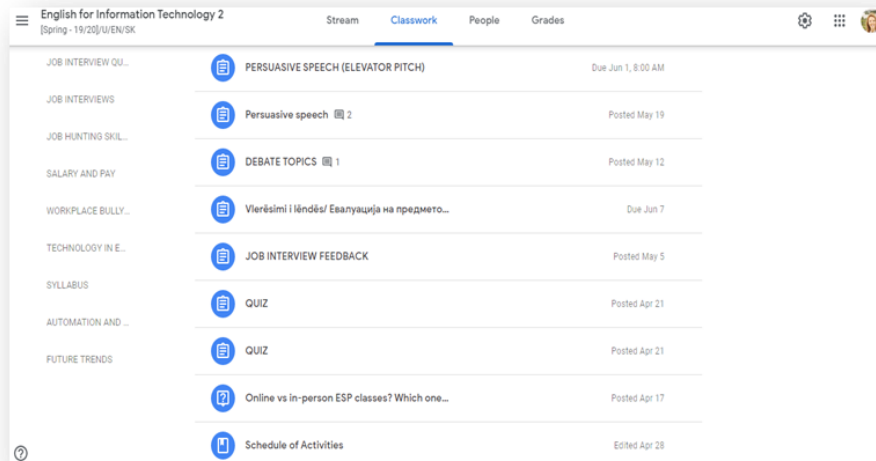 English for Information Technology 2
[Spring - 19/20]/U/EN/SK
Stream Classwork People Grades
JOB INTERVIEW QU...
JOB INTERVIEWS
JOB HUNTING SKIL...
SALARY AND PAY
WORKPLACE BULLY...
TECHNOLOGY IN E...
SYLLABUS
AUTOMATION AND ...
FUTURE TRENDS
PERSUASIVE SPEECH (ELEVATOR PITCH) Due Jun 1, 8:00 AM
Persuasive speech 2 Posted May 19
DEBATE TOPICS 1 Posted May 12
Vlerësimi i lëndës/ Евалуација на предмето... Due Jun 7
JOB INTERVIEW FEEDBACK Posted May 5
QUIZ Posted Apr 21
QUIZ Posted Apr 21
Online vs in-person ESP classes? Which one... Posted Apr 17
Schedule of Activities Edited Apr 28